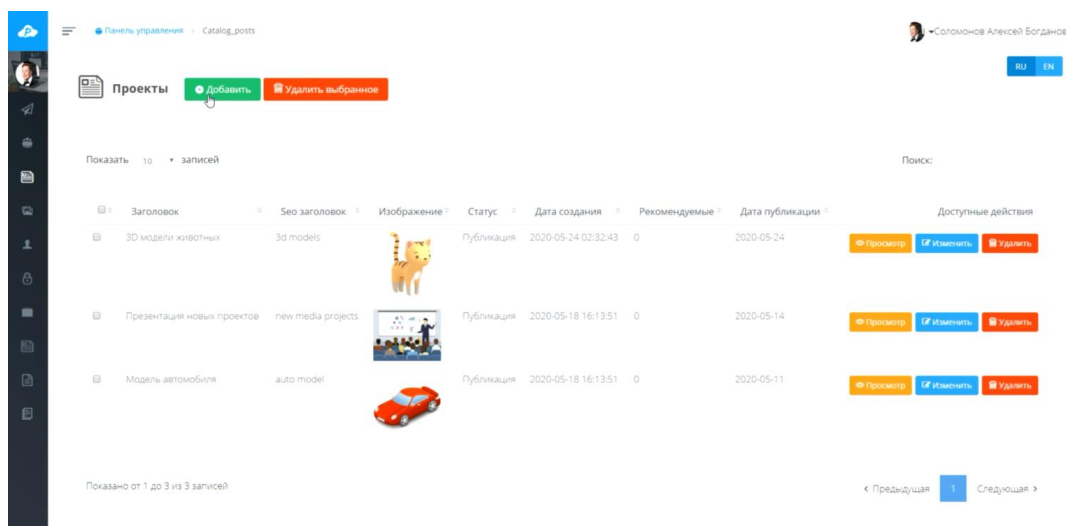 Панель управления Catalog_posts
Соломонов Алексей Богданов
RU EN
Проекты Добавить Удалить выбранное
Показать 10 записей
Поиск:
Заголовок Seo заголовок Изображение Статус Дата создания Рекомендуемые Дата публикации Доступные действия
3D модели животных 3d models Публикация 2020-05-24 02:32:43 0 2020-05-24 Просмотр Изменить Удалить
Презентация новых проектов new media projects Публикация 2020-05-18 16:13:51 0 2020-05-14 Просмотр Изменить Удалить
Модель автомобиля auto model Публикация 2020-05-18 16:13:51 0 2020-05-11 Просмотр Изменить Удалить
Показано от 1 до 3 из 3 записей
Предыдущая 1 Следующая